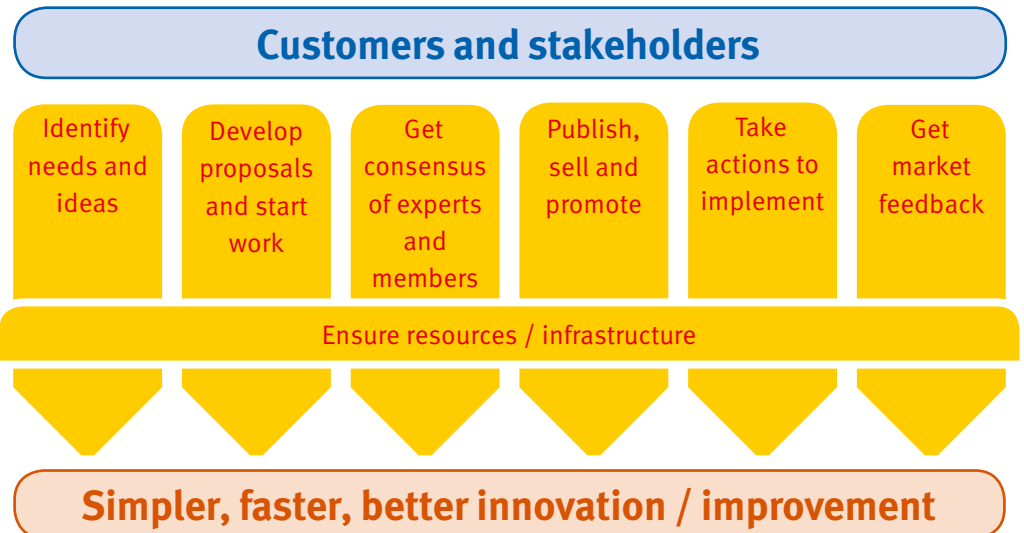 Customers and stakeholders
Identify
needs and
ideas
Develop
proposals
and start
work
Get
consensus
of experts
and
members
Publish,
sell and
promote
Take
actions to
implement
Get
market
feedback
Ensure resources / infrastructure
Simpler, faster, better innovation / improvement